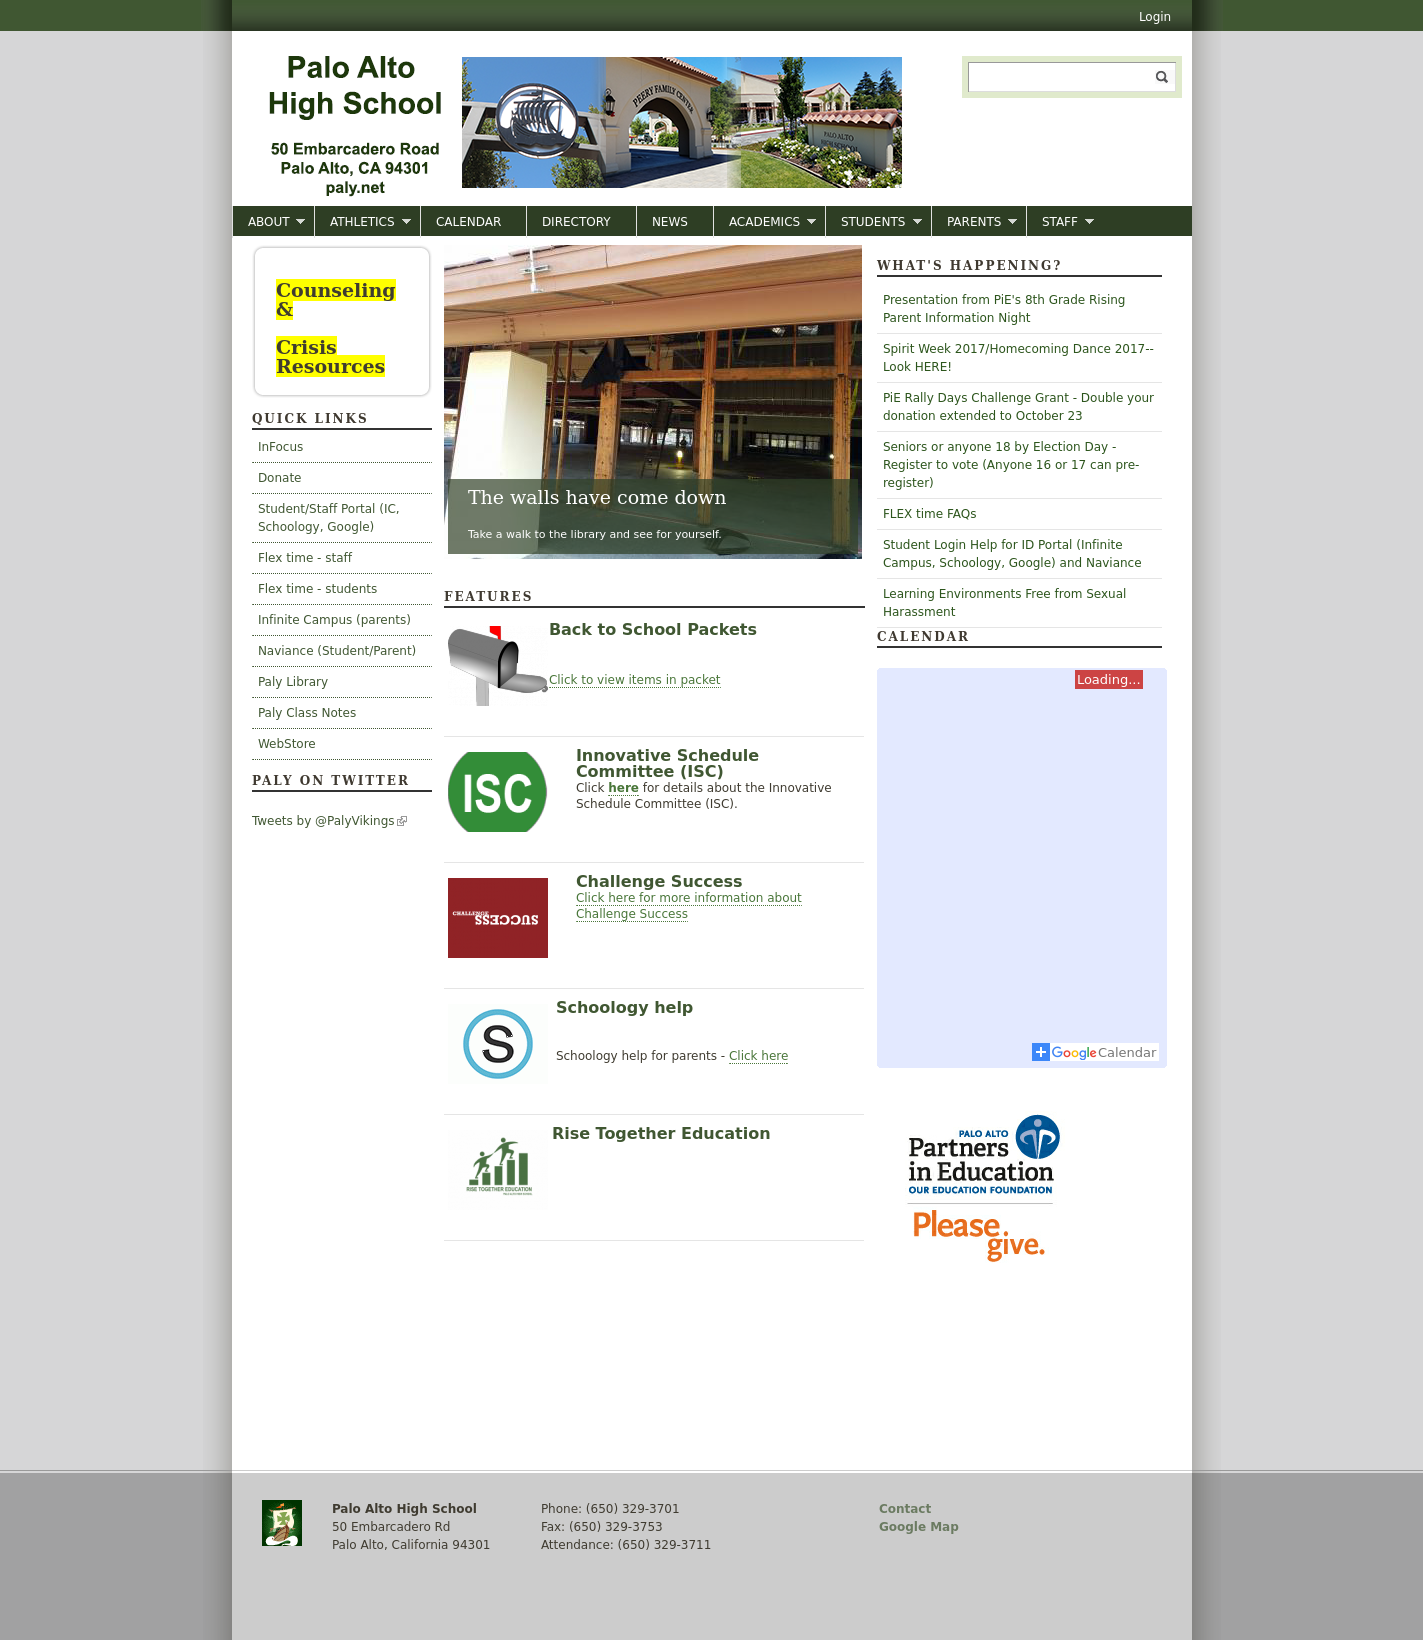 Login
Palo Alto
High School
50 Embarcadero Road
Palo Alto, CA 94301
paly.net
PEERY FAMILY CENTER
PALO ALTO
HIGH SCHOOL
ABOUT
ATHLETICS
CALENDAR
DIRECTORY
NEWS
ACADEMICS
STUDENTS
PARENTS
STAFF
Counseling
&
Crisis
Resources
QUICK LINKS
InFocus
Donate
Student/Staff Portal (IC,
Schoology, Google)
Flex time - staff
Flex time - students
Infinite Campus (parents)
Naviance (Student/Parent)
Paly Library
Paly Class Notes
WebStore
PALY ON TWITTER
Tweets by @PalyVikings
The walls have come down
Take a walk to the library and see for yourself.
FEATURES
Back to School Packets
Click to view items in packet
ISC
Innovative Schedule
Committee (ISC)
Click here for details about the Innovative
Schedule Committee (ISC).
CHALLENGE
SUCCESS
Challenge Success
Click here for more information about
Challenge Success
S
Schoology help
Schoology help for parents - Click here
RISE TOGETHER EDUCATION
Rise Together Education
WHAT'S HAPPENING?
Presentation from PiE's 8th Grade Rising
Parent Information Night
Spirit Week 2017/Homecoming Dance 2017--
Look HERE!
PiE Rally Days Challenge Grant - Double your
donation extended to October 23
Seniors or anyone 18 by Election Day -
Register to vote (Anyone 16 or 17 can pre-
register)
FLEX time FAQs
Student Login Help for ID Portal (Infinite
Campus, Schoology, Google) and Naviance
Learning Environments Free from Sexual
Harassment
CALENDAR
Loading...
Google Calendar
PALO ALTO
Partners
in Education
OUR EDUCATION FOUNDATION
Please
give.
Palo Alto High School
50 Embarcadero Rd
Palo Alto, California 94301
Phone: (650) 329-3701
Fax: (650) 329-3753
Attendance: (650) 329-3711
Contact
Google Map